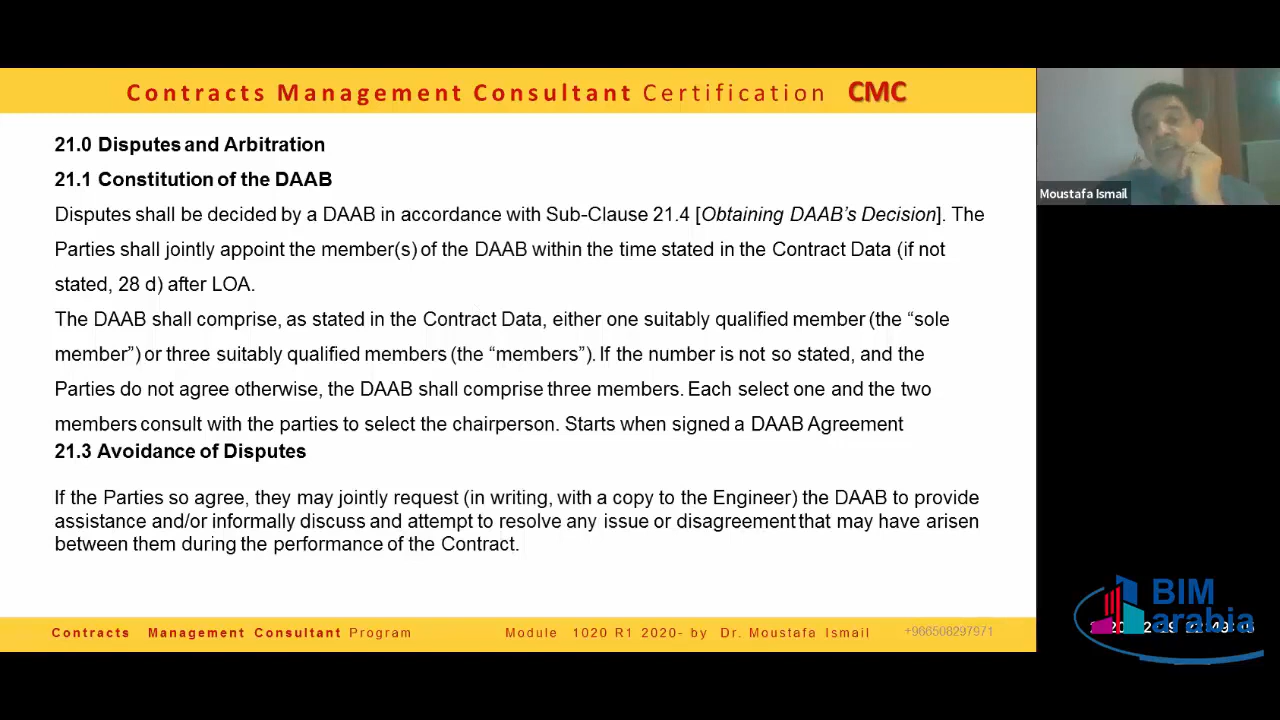 Contracts Management Consultant Certification CMC
21.0 Disputes and Arbitration
21.1 Constitution of the DAAB
Disputes shall be decided by a DAAB in accordance with Sub-Clause 21.4 [Obtaining DAAB's Decision]. The
Parties shall jointly appoint the member(s) of the DAAB within the time stated in the Contract Data (if not
stated, 28 d) after LOA.
The DAAB shall comprise, as stated in the Contract Data, either one suitably qualified member (the “sole
member”) or three suitably qualified members (the “members”). If the number is not so stated, and the
Parties do not agree otherwise, the DAAB shall comprise three members. Each select one and the two
members consult with the parties to select the chairperson. Starts when signed a DAAB Agreement
21.3 Avoidance of Disputes
If the Parties so agree, they may jointly request (in writing, with a copy to the Engineer) the DAAB to provide
assistance and/or informally discuss and attempt to resolve any issue or disagreement that may have arisen
between them during the performance of the Contract.
Contracts Management Consultant Program
Module 1020 R1 2020- by Dr. Moustafa Ismail
+966508297971
Moustafa Ismail
BIM
arabia